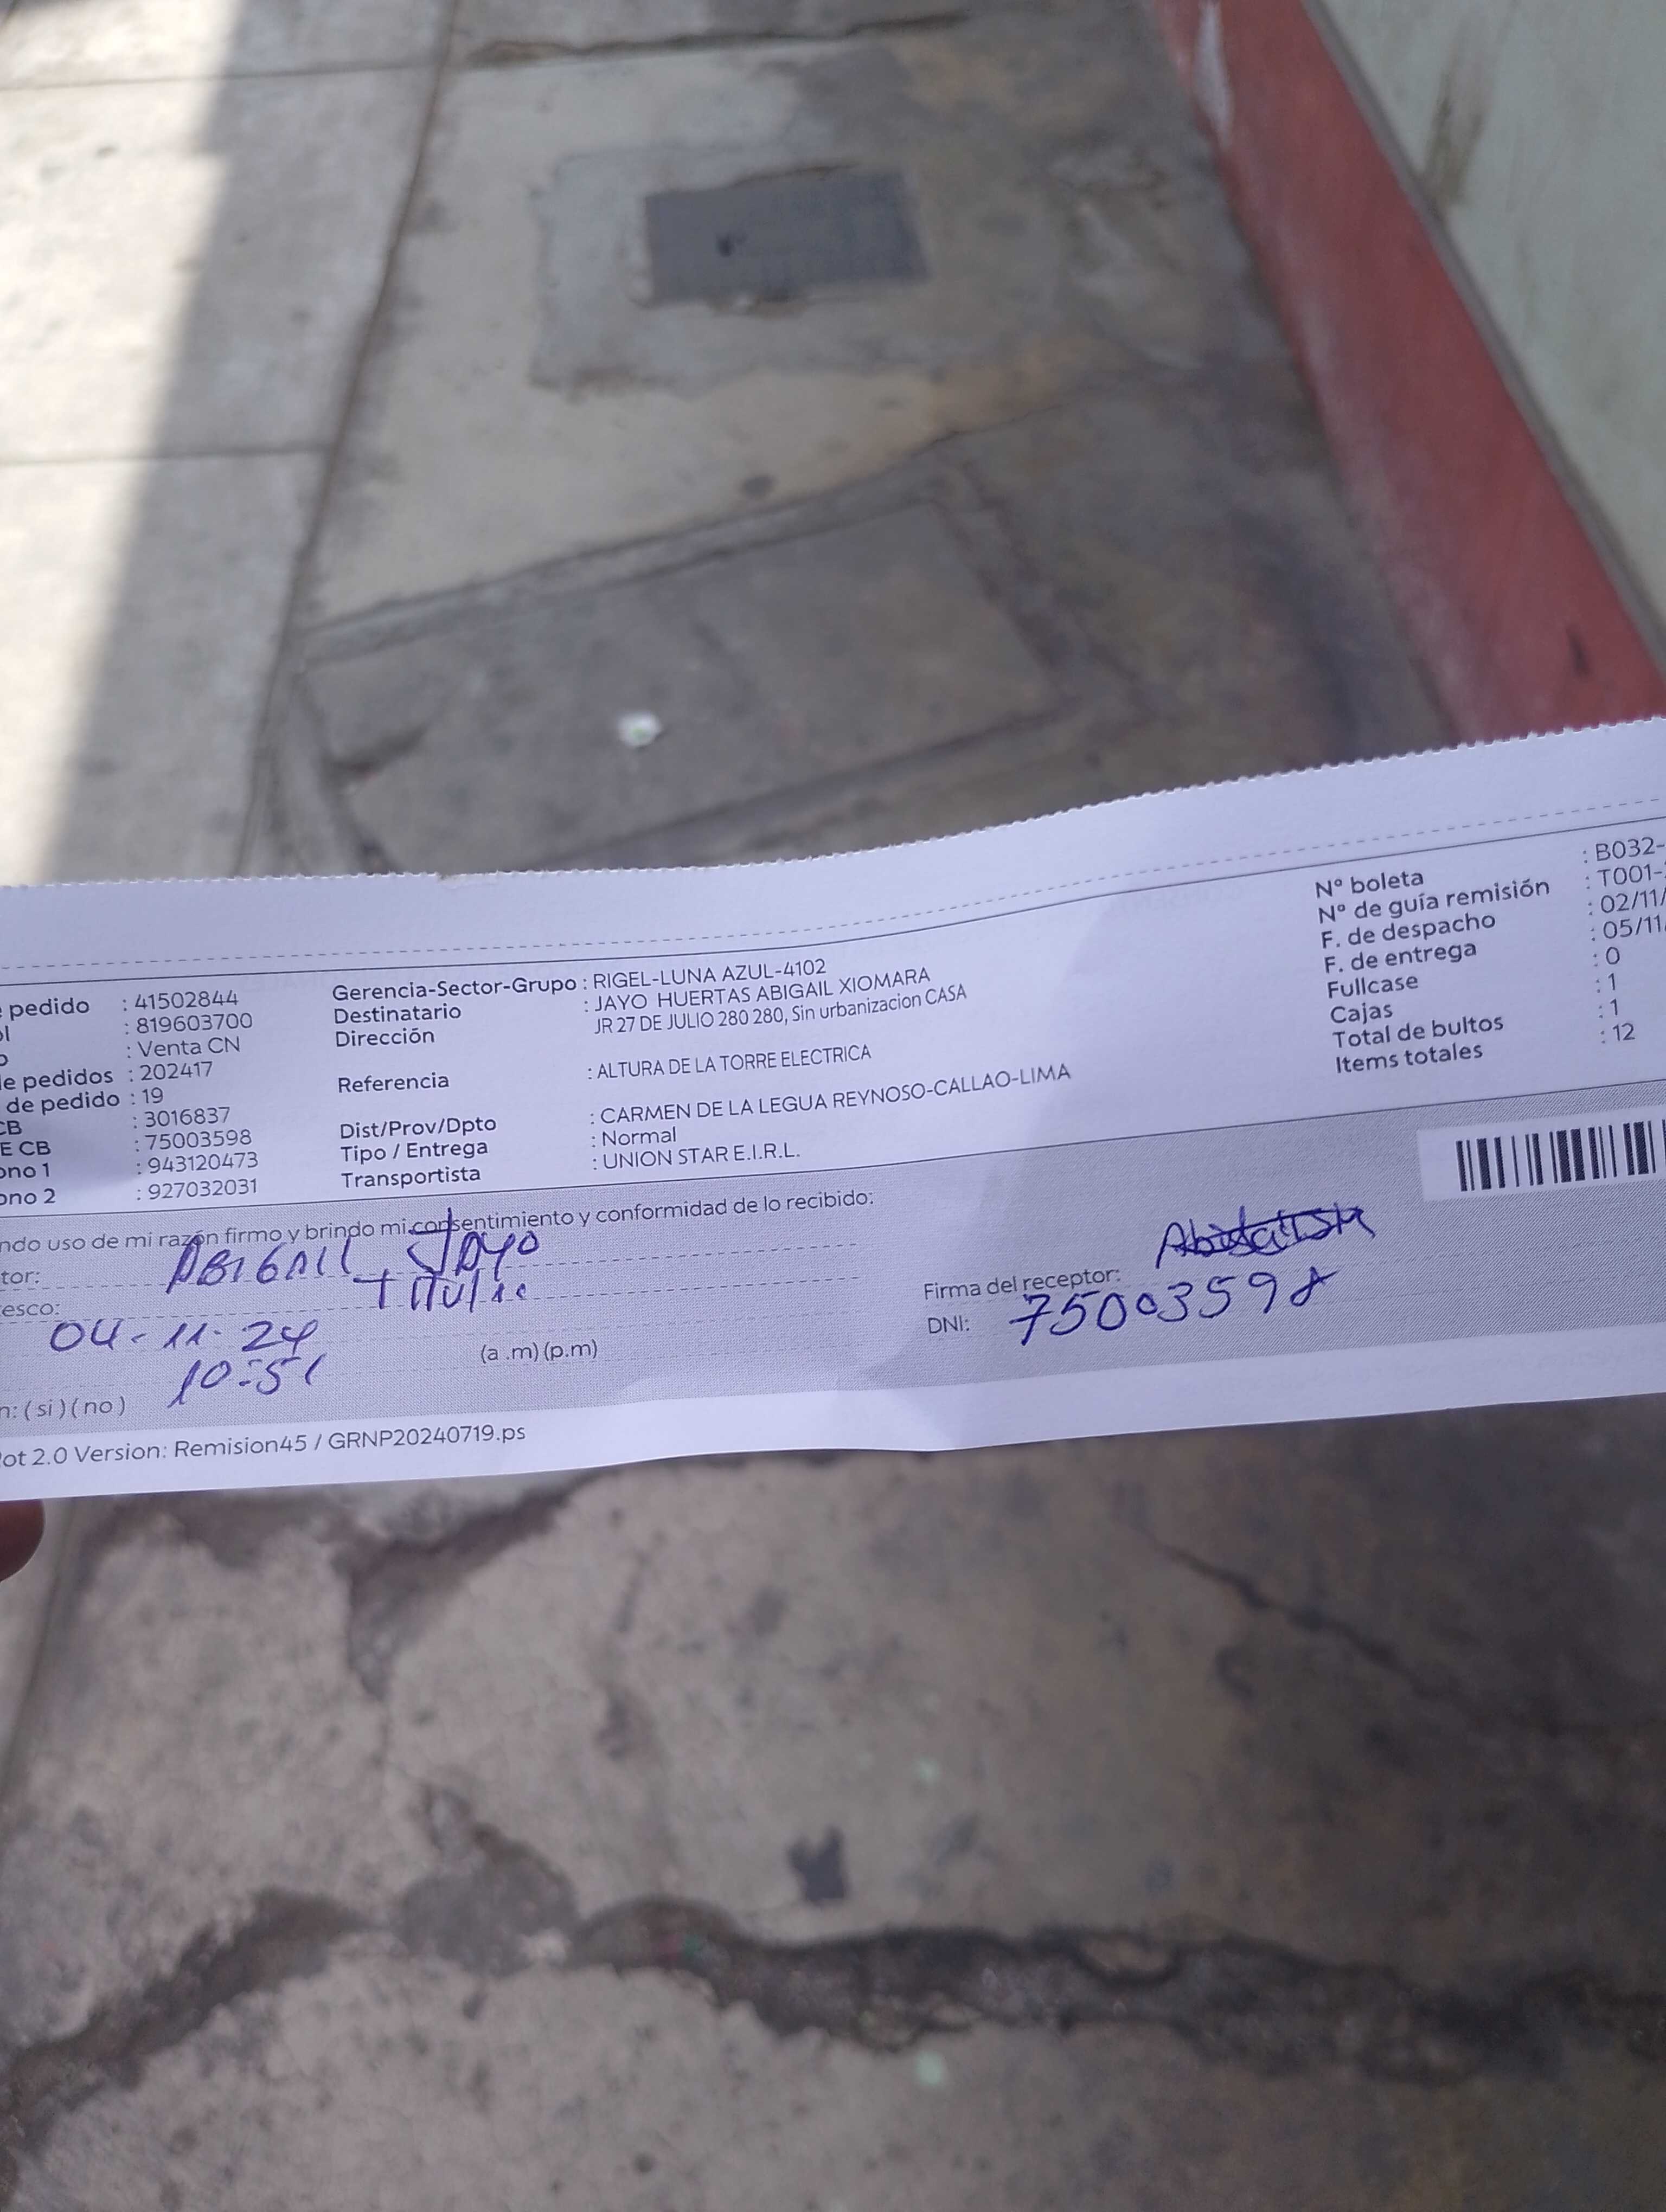 pedido : 41502844
: 819603700
: Venta CN
de pedidos : 202417
de pedido : 19
CB : 3016837
E CB : 75003598
ono 1 : 943120473
ono 2 : 927032031
Gerencia-Sector-Grupo : RIGEL-LUNA AZUL-4102
Destinatario : JAYO HUERTAS ABIGAIL XIOMARA
Dirección JR 27 DE JULIO 280 280, Sin urbanizacion CASA
Referencia : ALTURA DE LA TORRE ELECTRICA
Dist/Prov/Dpto : CARMEN DE LA LEGUA REYNOSO-CALLAO-LIMA
Tipo / Entrega : Normal
Transportista : UNION STAR E.I.R.L.
Nº boleta : B032-
Nº de guía remisión : T001-
F. de despacho : 02/11/
F. de entrega : 05/11
Fullcase : 0
Cajas : 1
Total de bultos : 1
Items totales : 12
ndo uso de mi razón firmo y brindo mi consentimiento y conformidad de lo recibido:
tor: ABIGAIL JAYO
esco:
04-11-24
10:51
(a .m) (p.m)
n: ( si ) ( no )
Firma del receptor:
DNI: 75003598
ot 2.0 Version: Remision45 / GRNP20240719.ps